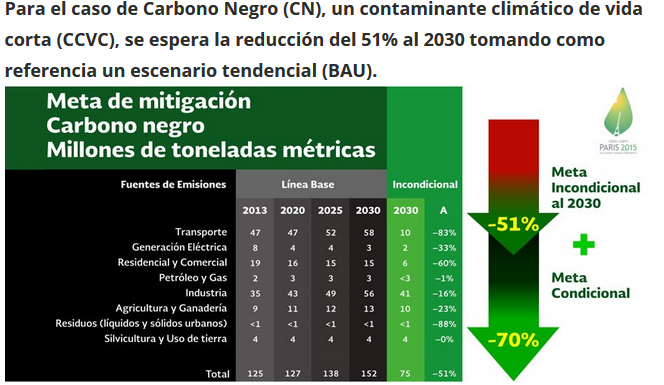 Para el caso de Carbono Negro (CN), un contaminante climático de vida
corta (CCVC), se espera la reducción del 51% al 2030 tomando como
referencia un escenario tendencial (BAU).
Meta de mitigación
Carbono negro
Millones de toneladas métricas
Fuentes de Emisiones Línea Base Incondicional
2013 2020 2025 2030 2030 A
Transporte 47 47 52 58 10 –83%
Generación Eléctrica 8 4 4 3 2 –33%
Residencial y Comercial 19 16 15 15 6 –60%
Petróleo y Gas 2 3 3 3 <3 –1%
Industria 35 43 49 56 41 –16%
Agricultura y Ganadería 9 11 12 13 10 –23%
Residuos (líquidos y sólidos urbanos) <1 <1 <1 <1 <1 –88%
Silvicultura y Uso de tierra 4 4 4 4 4 –0%
Total 125 127 138 152 75 –51%
PARIS 2015
Meta
Incondicional
al 2030
–51%
+
Meta
Condicional
–70%